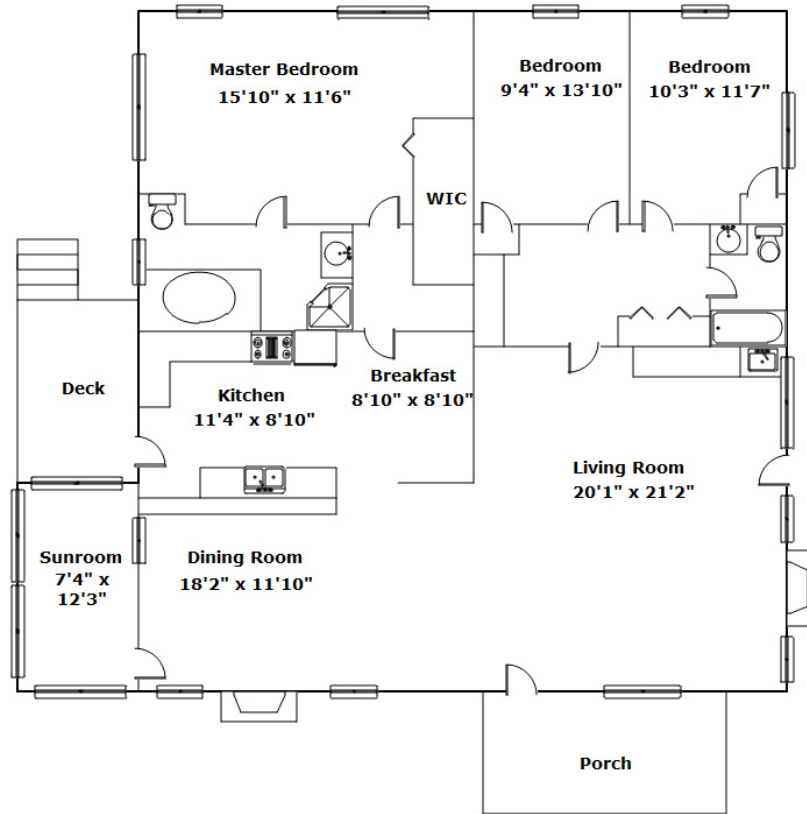 Master Bedroom
15'10" x 11'6"
Bedroom
9'4" x 13'10"
Bedroom
10'3" x 11'7"
WIC
Deck
Kitchen
11'4" x 8'10"
Breakfast
8'10" x 8'10"
Living Room
20'1" x 21'2"
Sunroom
7'4" x
12'3"
Dining Room
18'2" x 11'10"
Porch